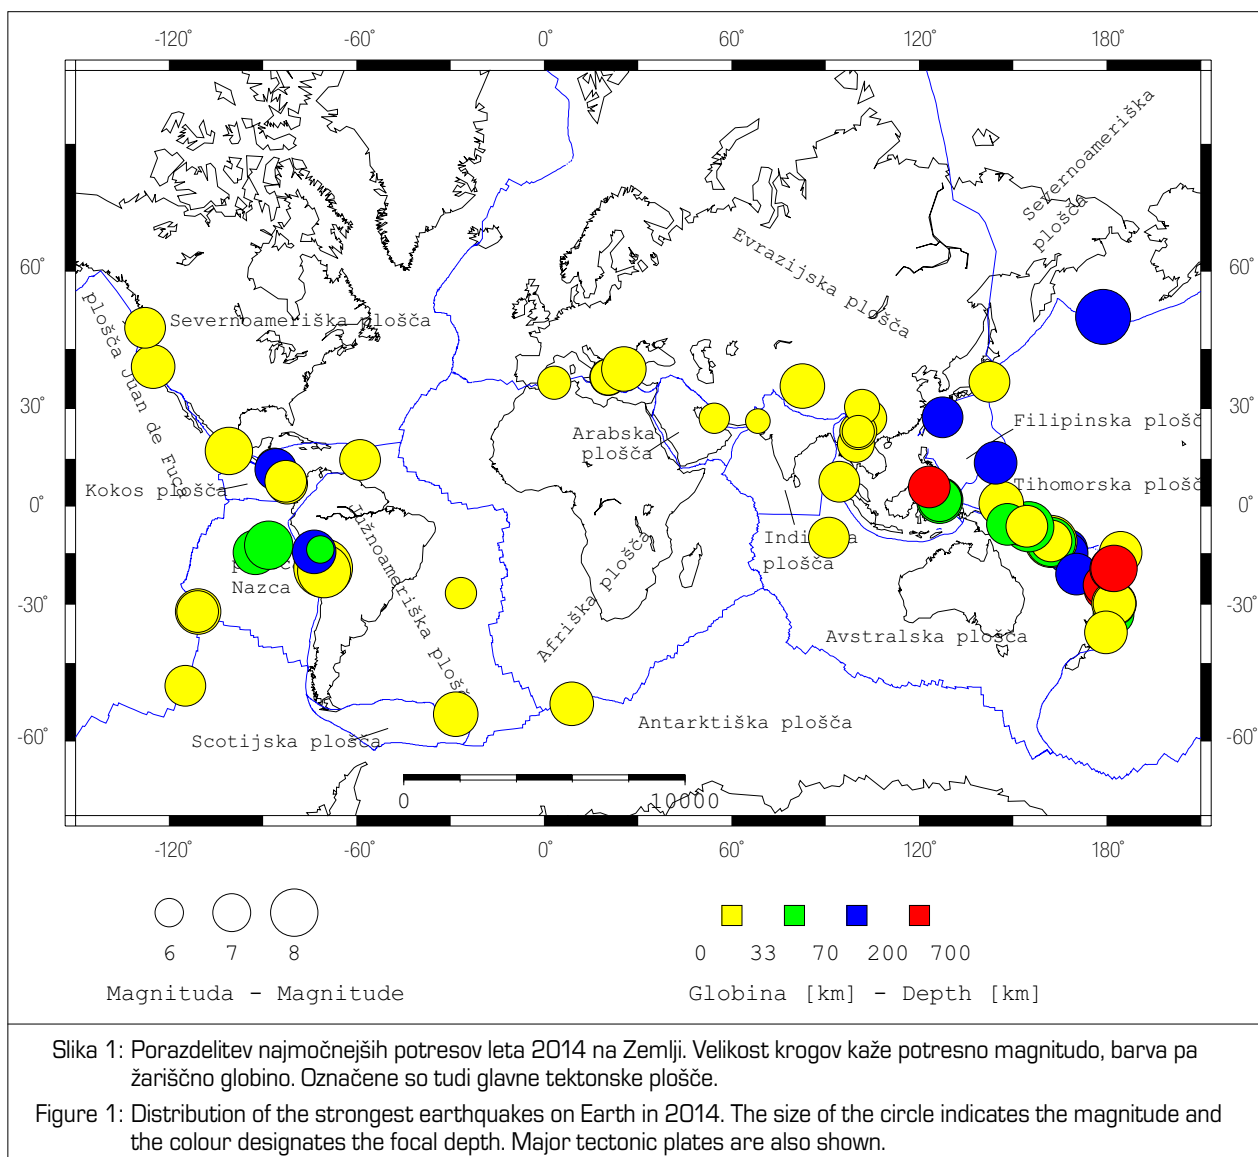 -120° -60° 0° 60° 120° 180°
60° 60°
30° 30°
0° 0°
-30° -30°
-60° -60°
Severnoameriška
plošča
Evrazijska plošča
Severnoameriška plošča
plošča Juan de Fuca
Filipinska plošč
Arabska
plošča
Kokos plošča
Tihomorska plošč
Južnoameriška plošč
Indi a
plošča
Nazca
Afriška plošča
Avstralska plošča
Antarktiška plošča
Scotijska plošča
0 10000
-120° -60° 0° 60° 120° 180°
6 7 8
0 33 70 200 700
Magnituda - Magnitude
Globina [km] - Depth [km]
Slika 1: Porazdelitev najmočnejših potresov leta 2014 na Zemlji. Velikost krogov kaže potresno magnitudo, barva pa
žariščno globino. Označene so tudi glavne tektonske plošče.
Figure 1: Distribution of the strongest earthquakes on Earth in 2014. The size of the circle indicates the magnitude and
the colour designates the focal depth. Major tectonic plates are also shown.